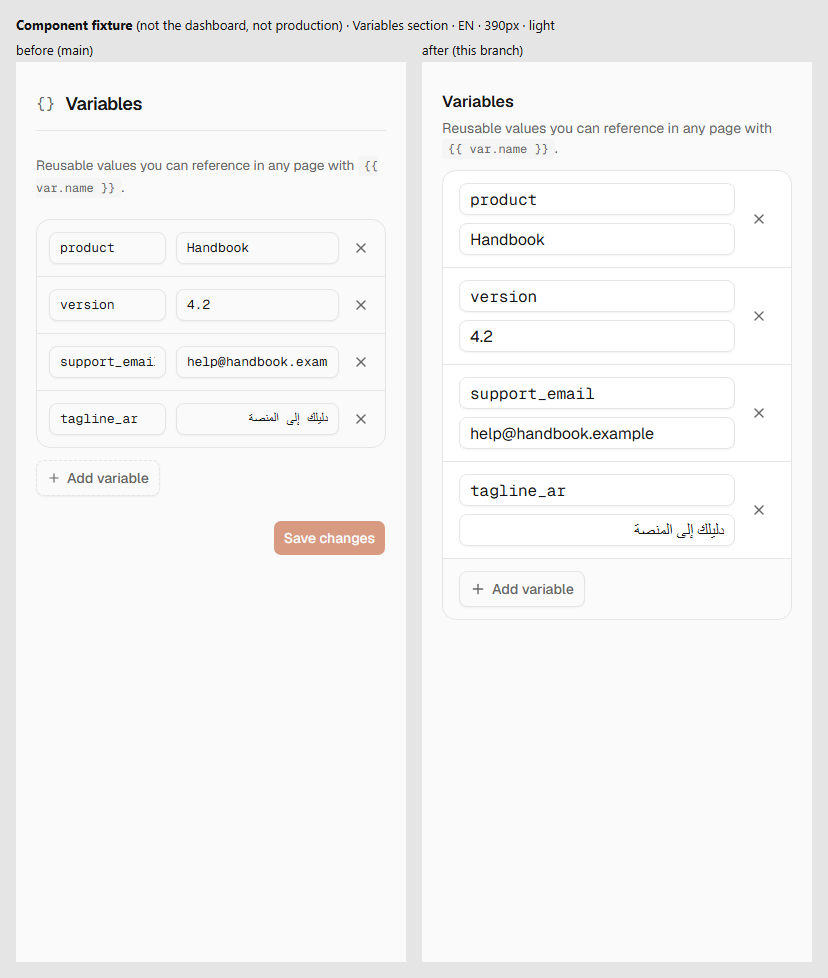 Component fixture (not the dashboard, not production) · Variables section · EN · 390px · light
before (main)
{} Variables
Reusable values you can reference in any page with {{
var.name }} .
product Handbook
version 4.2
support_emai help@handbook.exam
tagline_ar دليلك إلى المنصة
+ Add variable
Save changes
after (this branch)
Variables
Reusable values you can reference in any page with
{{ var.name }} .
product
Handbook
version
4.2
support_email
help@handbook.example
tagline_ar
دليلك إلى المنصة
+ Add variable